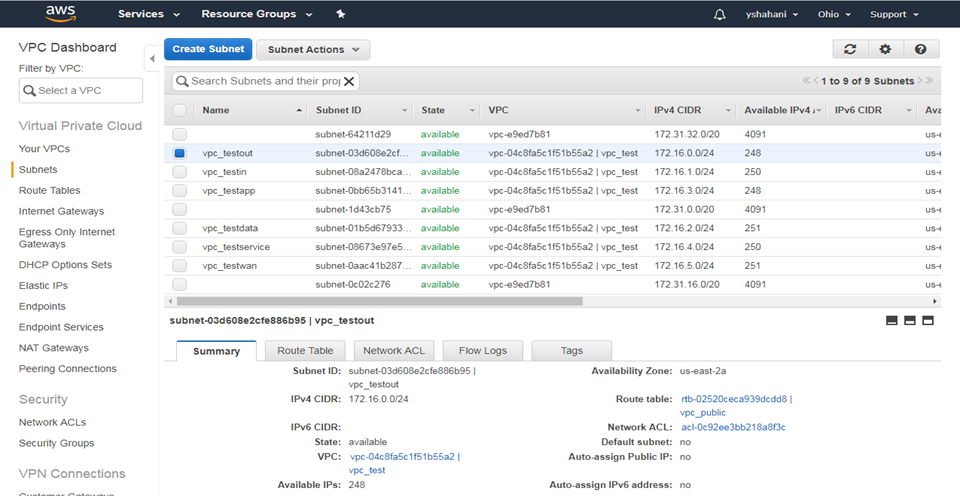 aws Services Resource Groups yshahani Ohio Support
VPC Dashboard
Filter by VPC:
Select a VPC
Virtual Private Cloud
Your VPCs
Subnets
Route Tables
Internet Gateways
Egress Only Internet
Gateways
DHCP Options Sets
Elastic IPs
Endpoints
Endpoint Services
NAT Gateways
Peering Connections
Security
Network ACLs
Security Groups
VPN Connections
Customer Gateways
Create Subnet Subnet Actions
Search Subnets and their prop
1 to 9 of 9 Subnets
Name Subnet ID State VPC IPv4 CIDR Available IPv4 IPv6 CIDR Ava
subnet-64211d29 available vpc-e9ed7b81 172.31.32.0/20 4091 us-e
vpc_testout subnet-03d608e2cf... available vpc-04c8fa5c1f51b55a2 | vpc_test 172.16.0.0/24 248 us-e
vpc_testin subnet-08a2478bca... available vpc-04c8fa5c1f51b55a2 | vpc_test 172.16.1.0/24 250 us-e
vpc_testapp subnet-0bb65b3141... available vpc-04c8fa5c1f51b55a2 | vpc_test 172.16.3.0/24 248 us-e
subnet-1d43cb75 available vpc-e9ed7b81 172.31.0.0/20 4091 us-e
vpc_testdata subnet-01b5d67933... available vpc-04c8fa5c1f51b55a2 | vpc_test 172.16.2.0/24 251 us-e
vpc_testservice subnet-08673e97e5... available vpc-04c8fa5c1f51b55a2 | vpc_test 172.16.4.0/24 250 us-e
vpc_testwan subnet-0aac41b287... available vpc-04c8fa5c1f51b55a2 | vpc_test 172.16.5.0/24 251 us-e
subnet-0c02c276 available vpc-e9ed7b81 172.31.16.0/20 4091 us-e
subnet-03d608e2cfe886b95 | vpc_testout
Summary Route Table Network ACL Flow Logs Tags
Subnet ID: subnet-03d608e2cfe886b95 |
vpc_testout
IPv4 CIDR: 172.16.0.0/24
IPv6 CIDR:
State: available
VPC: vpc-04c8fa5c1f51b55a2 |
vpc_test
Available IPs: 248
Availability Zone: us-east-2a
Route table: rtb-02520ceca939dcdd8 |
vpc_public
Network ACL: acl-0c92ee3bb218a8f3c
Default subnet: no
Auto-assign Public IP: no
Auto-assign IPv6 address: no